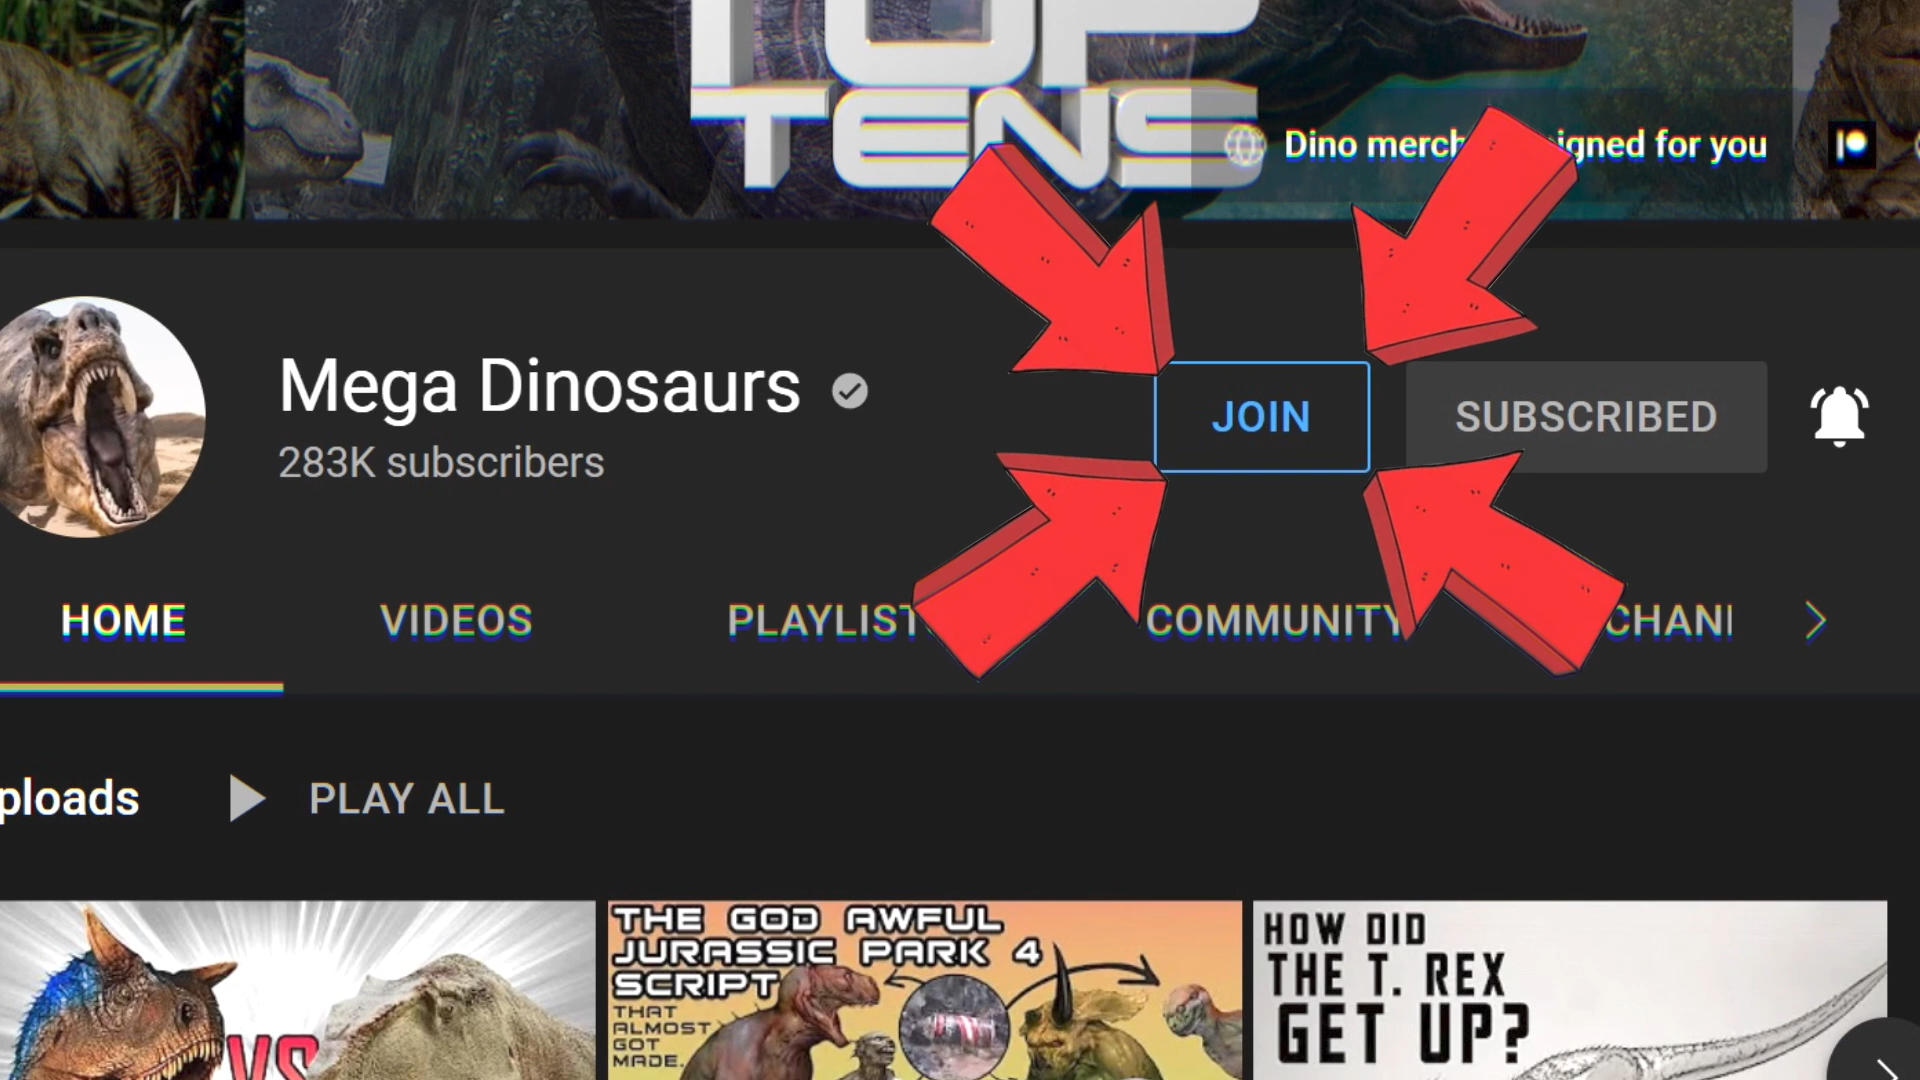 TOP
TENS
Dino merch igned for you
Mega Dinosaurs
283K subscribers
JOIN
SUBSCRIBED
HOME
VIDEOS
PLAYLIST
COMMUNITY
CHAN
ploads
PLAY ALL
VS
THE GOD AWFUL
JURASSIC PARK 4
SCRIPT
THAT
ALMOST
GOT
MADE.
HOW DID
THE T. REX
GET UP?